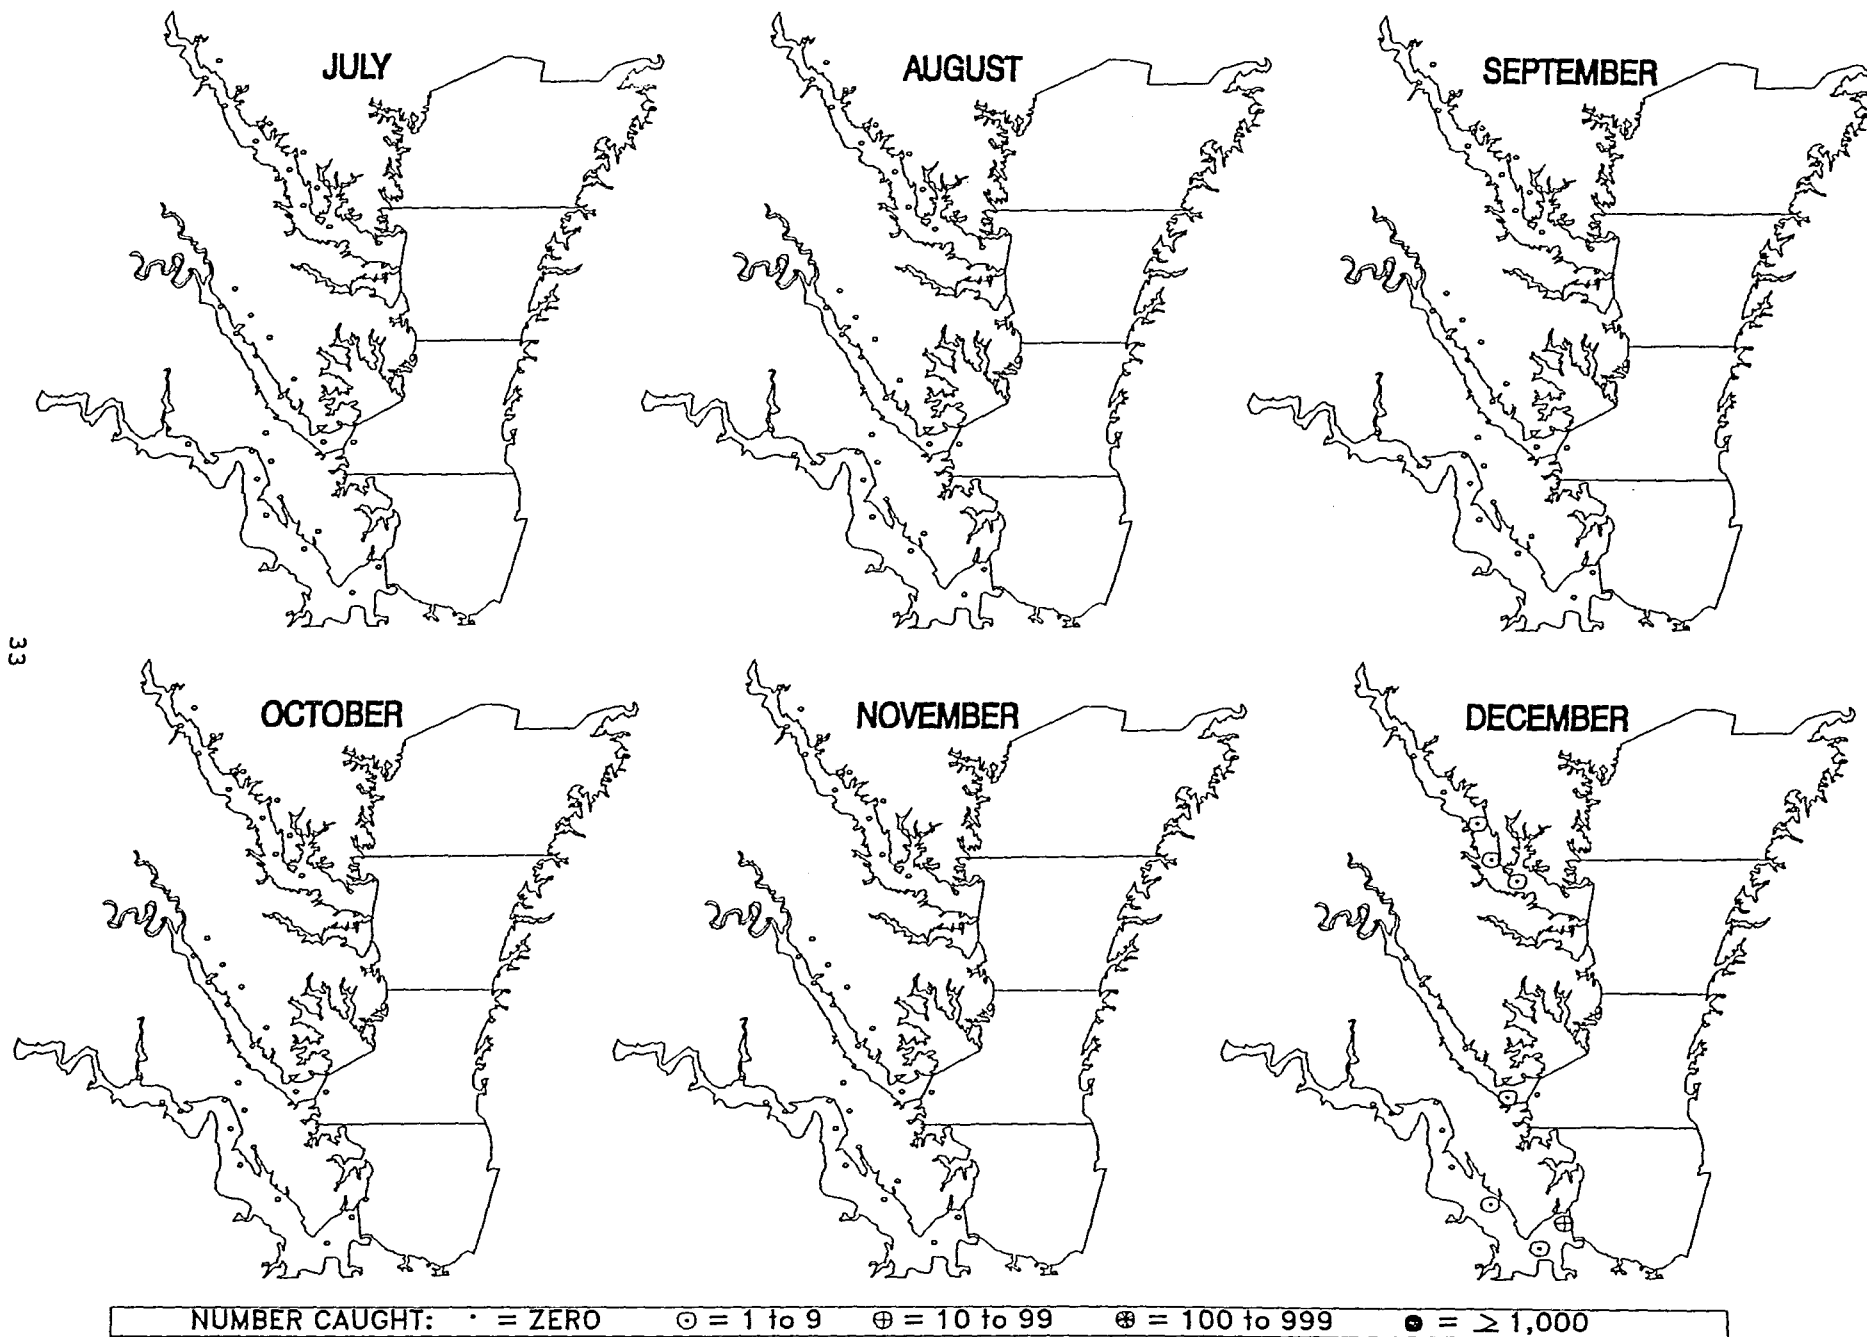 JULY
AUGUST
SEPTEMBER
33
OCTOBER
NOVEMBER
DECEMBER
NUMBER CAUGHT: · = ZERO ⊙ = 1 to 9 ⊕ = 10 to 99 ⊛ = 100 to 999 ● = ≥ 1,000